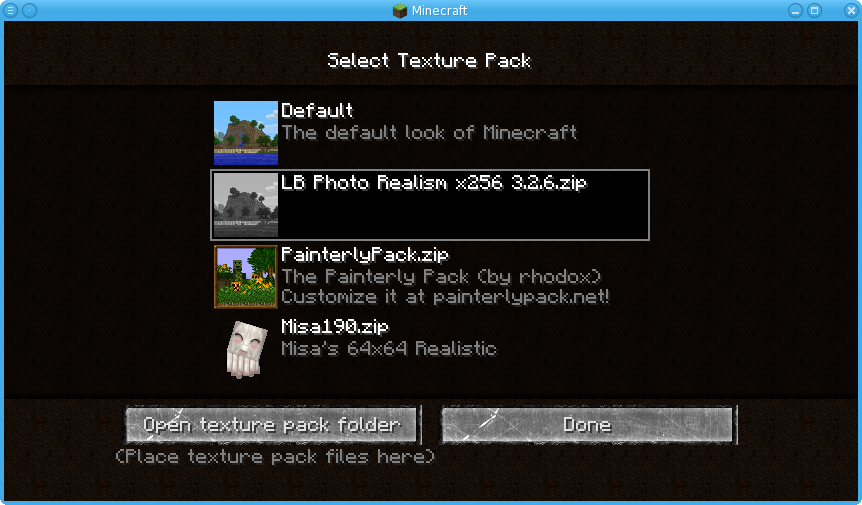 Minecraft
Select Texture Pack
Default
The default look of Minecraft
LB Photo Realism x256 3.2.6.zip
PainterlyPack.zip
The Painterly Pack (by rhodox)
Customize it at painterlypack.net!
Misa190.zip
Misa's 64x64 Realistic
Open texture pack folder
Done
(Place texture pack files here)